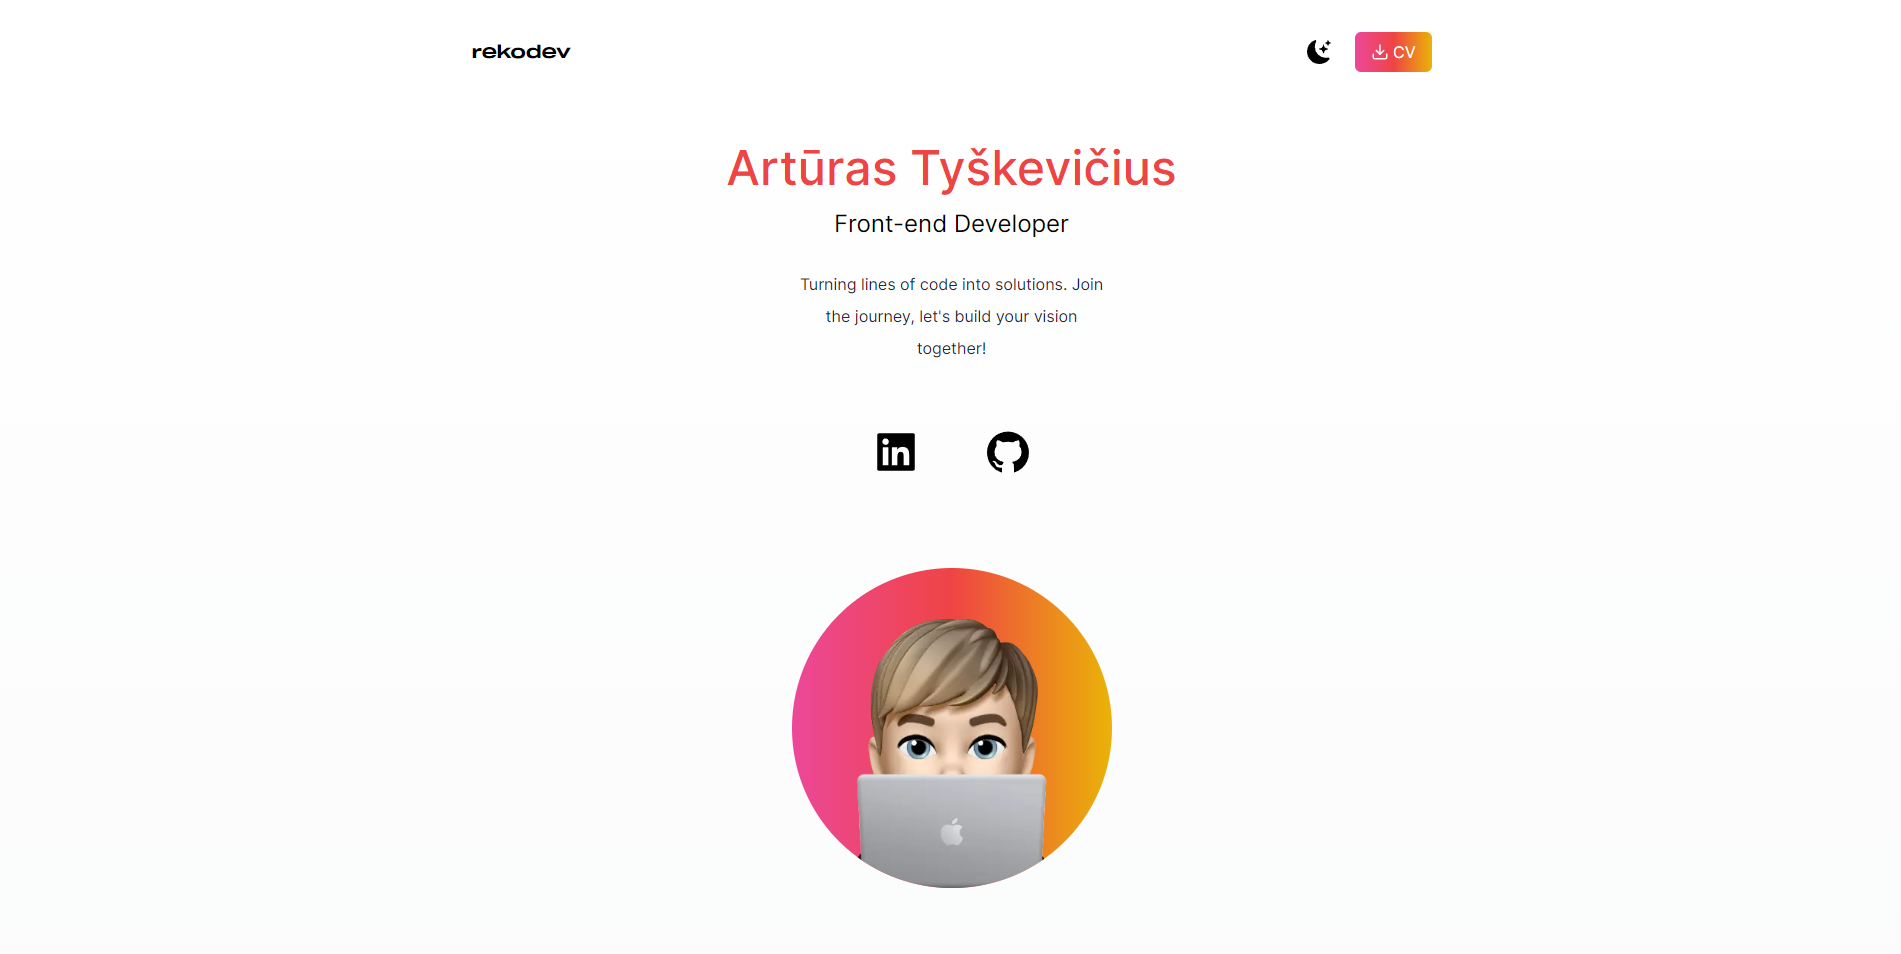 rekodev
CV
Artūras Tyškevičius
Front-end Developer
Turning lines of code into solutions. Join
the journey, let's build your vision
together!
in